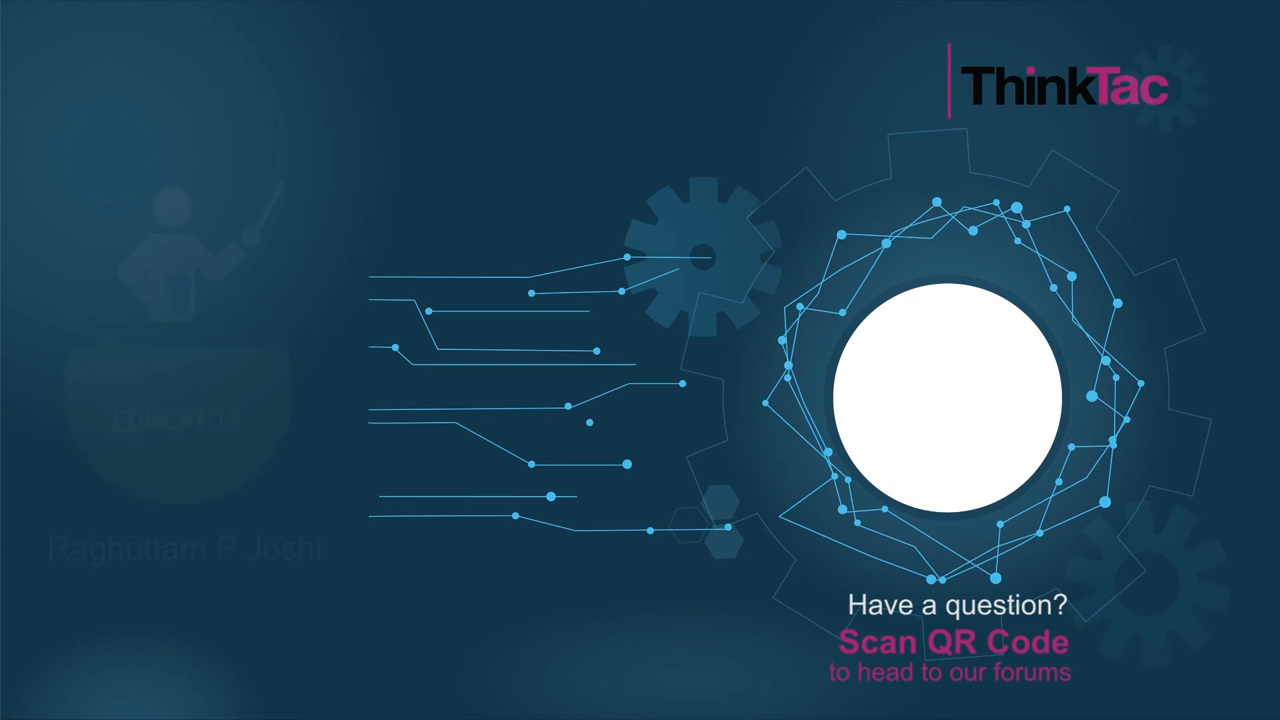 ThinkTac
Raghottam P Joshi
Have a question?
Scan QR Code
to head to our forums